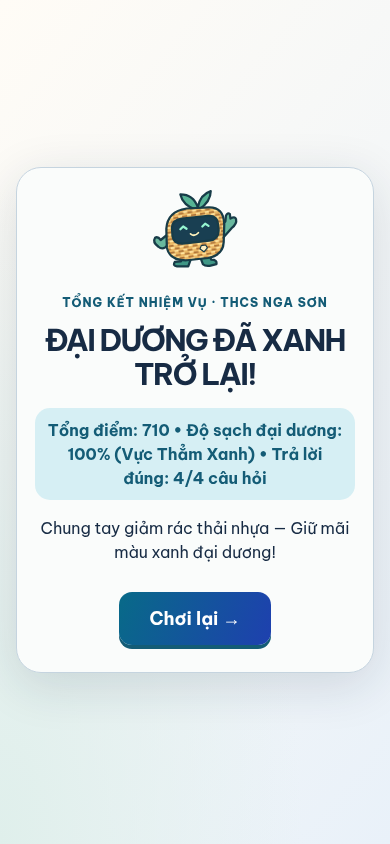 TỔNG KẾT NHIỆM VỤ · THCS NGA SƠN
ĐẠI DƯƠNG ĐÃ XANH
TRỞ LẠI!
Tổng điểm: 710 • Độ sạch đại dương:
100% (Vực Thẳm Xanh) • Trả lời
đúng: 4/4 câu hỏi
Chung tay giảm rác thải nhựa — Giữ mãi
màu xanh đại dương!
Chơi lại →